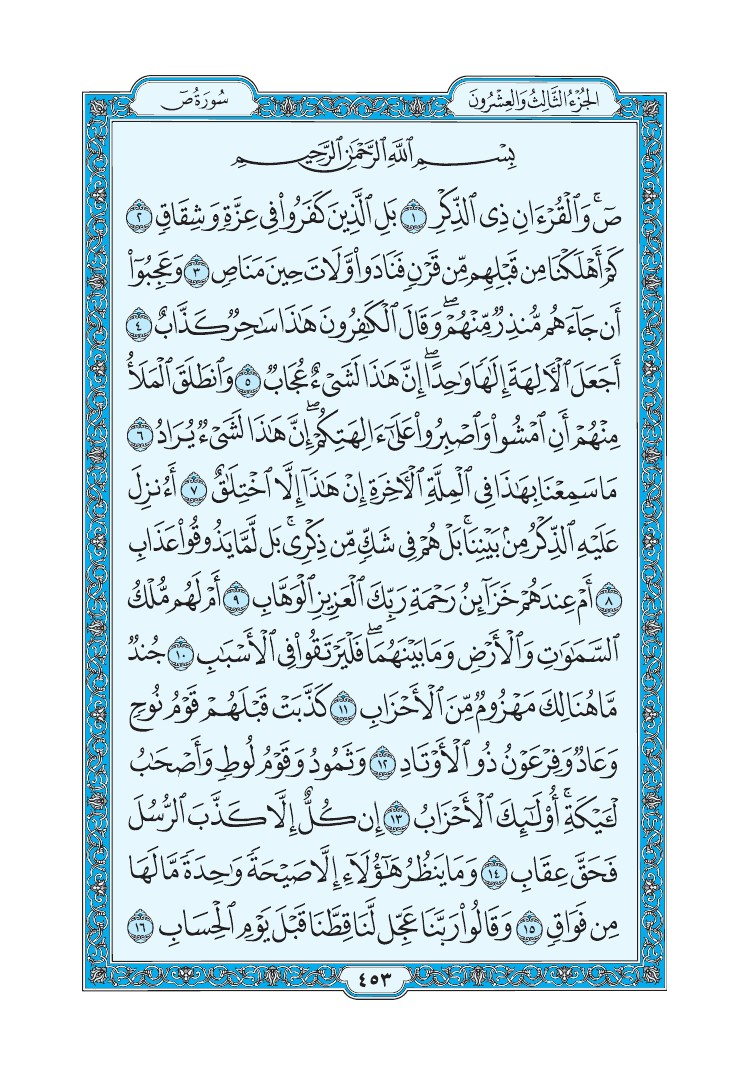 الجُزْءُ الثَّالِثُ وَالعِشْرُونَ
سُورَةُ صٓ
بِسْمِ ٱللَّهِ ٱلرَّحْمَٰنِ ٱلرَّحِيمِ
صٓۚ وَٱلْقُرْءَانِ ذِى ٱلذِّكْرِ ١ بَلِ ٱلَّذِينَ كَفَرُوا۟ فِى عِزَّةٍ وَشِقَاقٍ ٢
كَمْ أَهْلَكْنَا مِن قَبْلِهِم مِّن قَرْنٍ فَنَادَوا۟ وَّلَاتَ حِينَ مَنَاصٍ ٣ وَعَجِبُوٓا۟
أَن جَآءَهُم مُّنذِرٌ مِّنْهُمْۖ وَقَالَ ٱلْكَٰفِرُونَ هَٰذَا سَٰحِرٌ كَذَّابٌ ٤
أَجَعَلَ ٱلْـَٔالِهَةَ إِلَٰهًا وَٰحِدًاۖ إِنَّ هَٰذَا لَشَىْءٌ عُجَابٌ ٥ وَٱنطَلَقَ ٱلْمَلَأُ
مِنْهُمْ أَنِ ٱمْشُوا۟ وَٱصْبِرُوا۟ عَلَىٰٓ ءَالِهَتِكُمْۖ إِنَّ هَٰذَا لَشَىْءٌ يُرَادُ ٦
مَا سَمِعْنَا بِهَٰذَا فِى ٱلْمِلَّةِ ٱلْـَٔاخِرَةِ إِنْ هَٰذَآ إِلَّا ٱخْتِلَٰقٌ ٧ أَءُنزِلَ
عَلَيْهِ ٱلذِّكْرُ مِنۢ بَيْنِنَاۚ بَلْ هُمْ فِى شَكٍّ مِّن ذِكْرِىۚ بَل لَّمَّا يَذُوقُوا۟ عَذَابِ
٨ أَمْ عِندَهُمْ خَزَآئِنُ رَحْمَةِ رَبِّكَ ٱلْعَزِيزِ ٱلْوَهَّابِ ٩ أَمْ لَهُم مُّلْكُ
ٱلسَّمَٰوَٰتِ وَٱلْأَرْضِ وَمَا بَيْنَهُمَاۖ فَلْيَرْتَقُوا۟ فِى ٱلْأَسْبَٰبِ ١٠ جُندٌ
مَّا هُنَالِكَ مَهْزُومٌ مِّنَ ٱلْأَحْزَابِ ١١ كَذَّبَتْ قَبْلَهُمْ قَوْمُ نُوحٍ
وَعَادٌ وَفِرْعَوْنُ ذُو ٱلْأَوْتَادِ ١٢ وَثَمُودُ وَقَوْمُ لُوطٍ وَأَصْحَٰبُ
لْـَٔيْكَةِۚ أُو۟لَٰٓئِكَ ٱلْأَحْزَابُ ١٣ إِن كُلٌّ إِلَّا كَذَّبَ ٱلرُّسُلَ
فَحَقَّ عِقَابِ ١٤ وَمَا يَنظُرُ هَٰٓؤُلَآءِ إِلَّا صَيْحَةً وَٰحِدَةً مَّا لَهَا
مِن فَوَاقٍ ١٥ وَقَالُوا۟ رَبَّنَا عَجِّل لَّنَا قِطَّنَا قَبْلَ يَوْمِ ٱلْحِسَابِ ١٦
٤٥٣